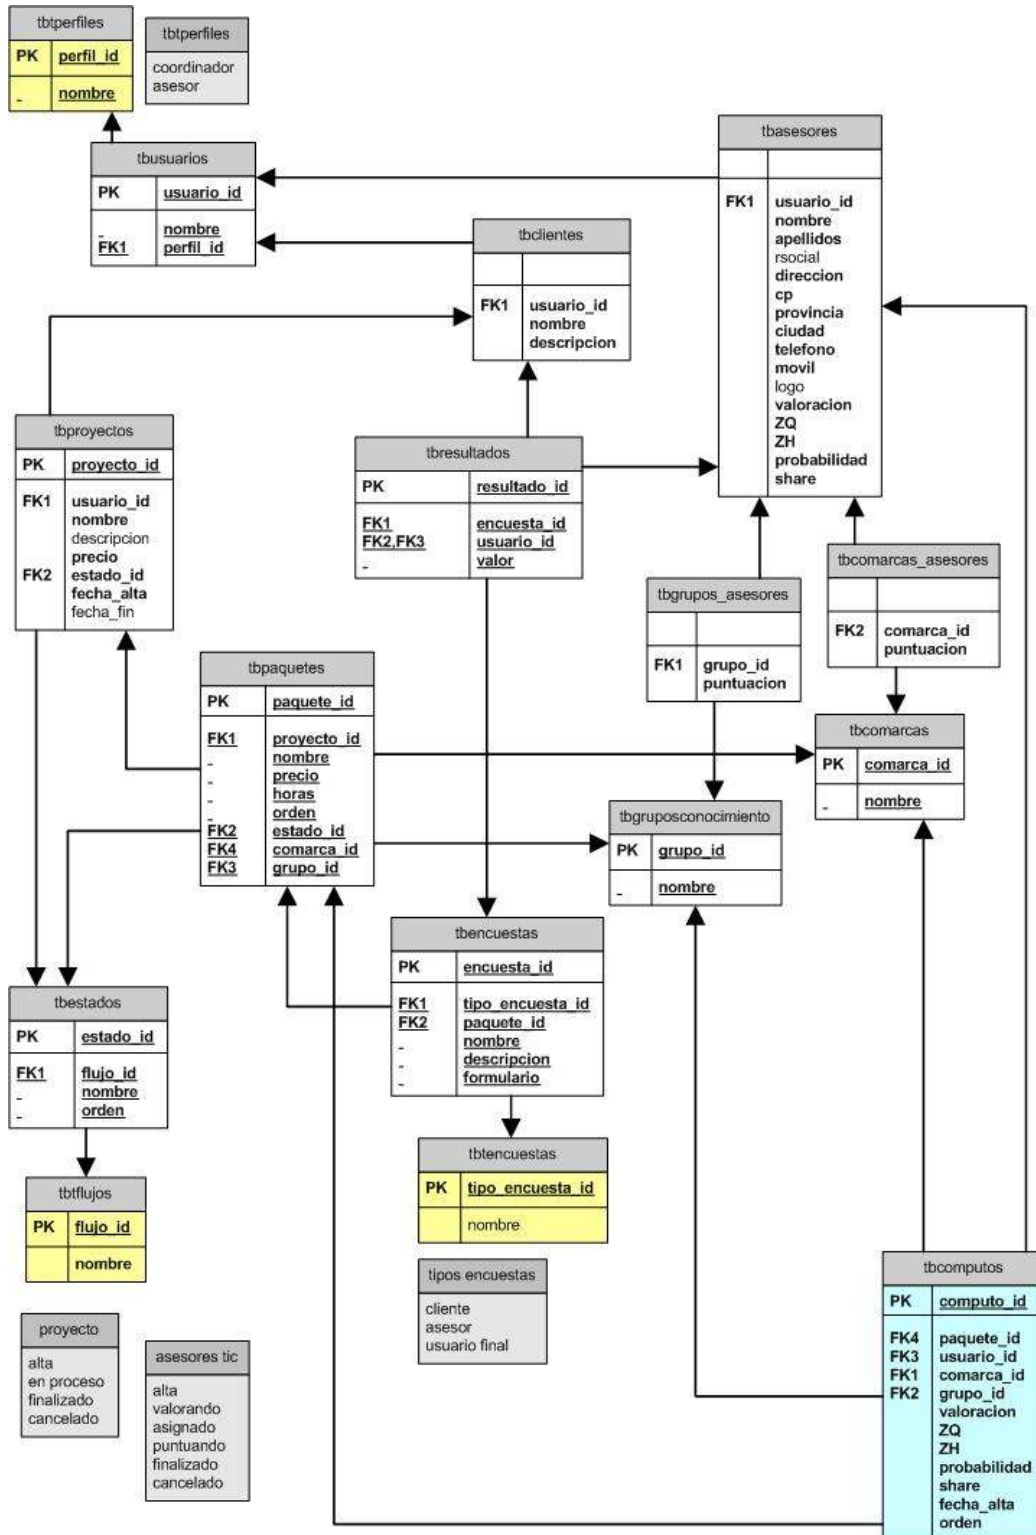 tbtperfiles
PK perfil_id
- nombre
tbtperfiles
coordinador
asesor
tbusuarios
PK usuario_id
- nombre
FK1 perfil_id
tbasesores
FK1 usuario_id
nombre
apellidos
rsocial
direccion
cp
provincia
ciudad
telefono
movil
logo
valoracion
ZQ
ZH
probabilidad
share
tbclientes
FK1 usuario_id
nombre
descripcion
tbproyectos
PK proyecto_id
FK1 usuario_id
nombre
descripcion
precio
FK2 estado_id
fecha_alta
fecha_fin
tbresultados
PK resultado_id
FK1 encuesta_id
FK2,FK3 usuario_id
- valor
tbgrupos_asesores
FK1 grupo_id
puntuacion
tbcomarcas_asesores
FK2 comarca_id
puntuacion
tbpaquetes
PK paquete_id
FK1 proyecto_id
- nombre
- precio
- horas
- orden
FK2 estado_id
FK4 comarca_id
FK3 grupo_id
tbcomarcas
PK comarca_id
- nombre
tbgruposconocimiento
PK grupo_id
- nombre
tbencuestas
PK encuesta_id
FK1 tipo_encuesta_id
FK2 paquete_id
- nombre
- descripcion
- formulario
tbestados
PK estado_id
FK1 flujo_id
- nombre
- orden
tbtencuestas
PK tipo_encuesta_id
nombre
tbtflujos
PK flujo_id
nombre
tipos encuestas
cliente
asesor
usuario final
tbcomputos
PK computo_id
FK4 paquete_id
FK3 usuario_id
FK1 comarca_id
FK2 grupo_id
valoracion
ZQ
ZH
probabilidad
share
fecha_alta
orden
proyecto
alta
en proceso
finalizado
cancelado
asesores tic
alta
valorando
asignado
puntuando
finalizado
cancelado